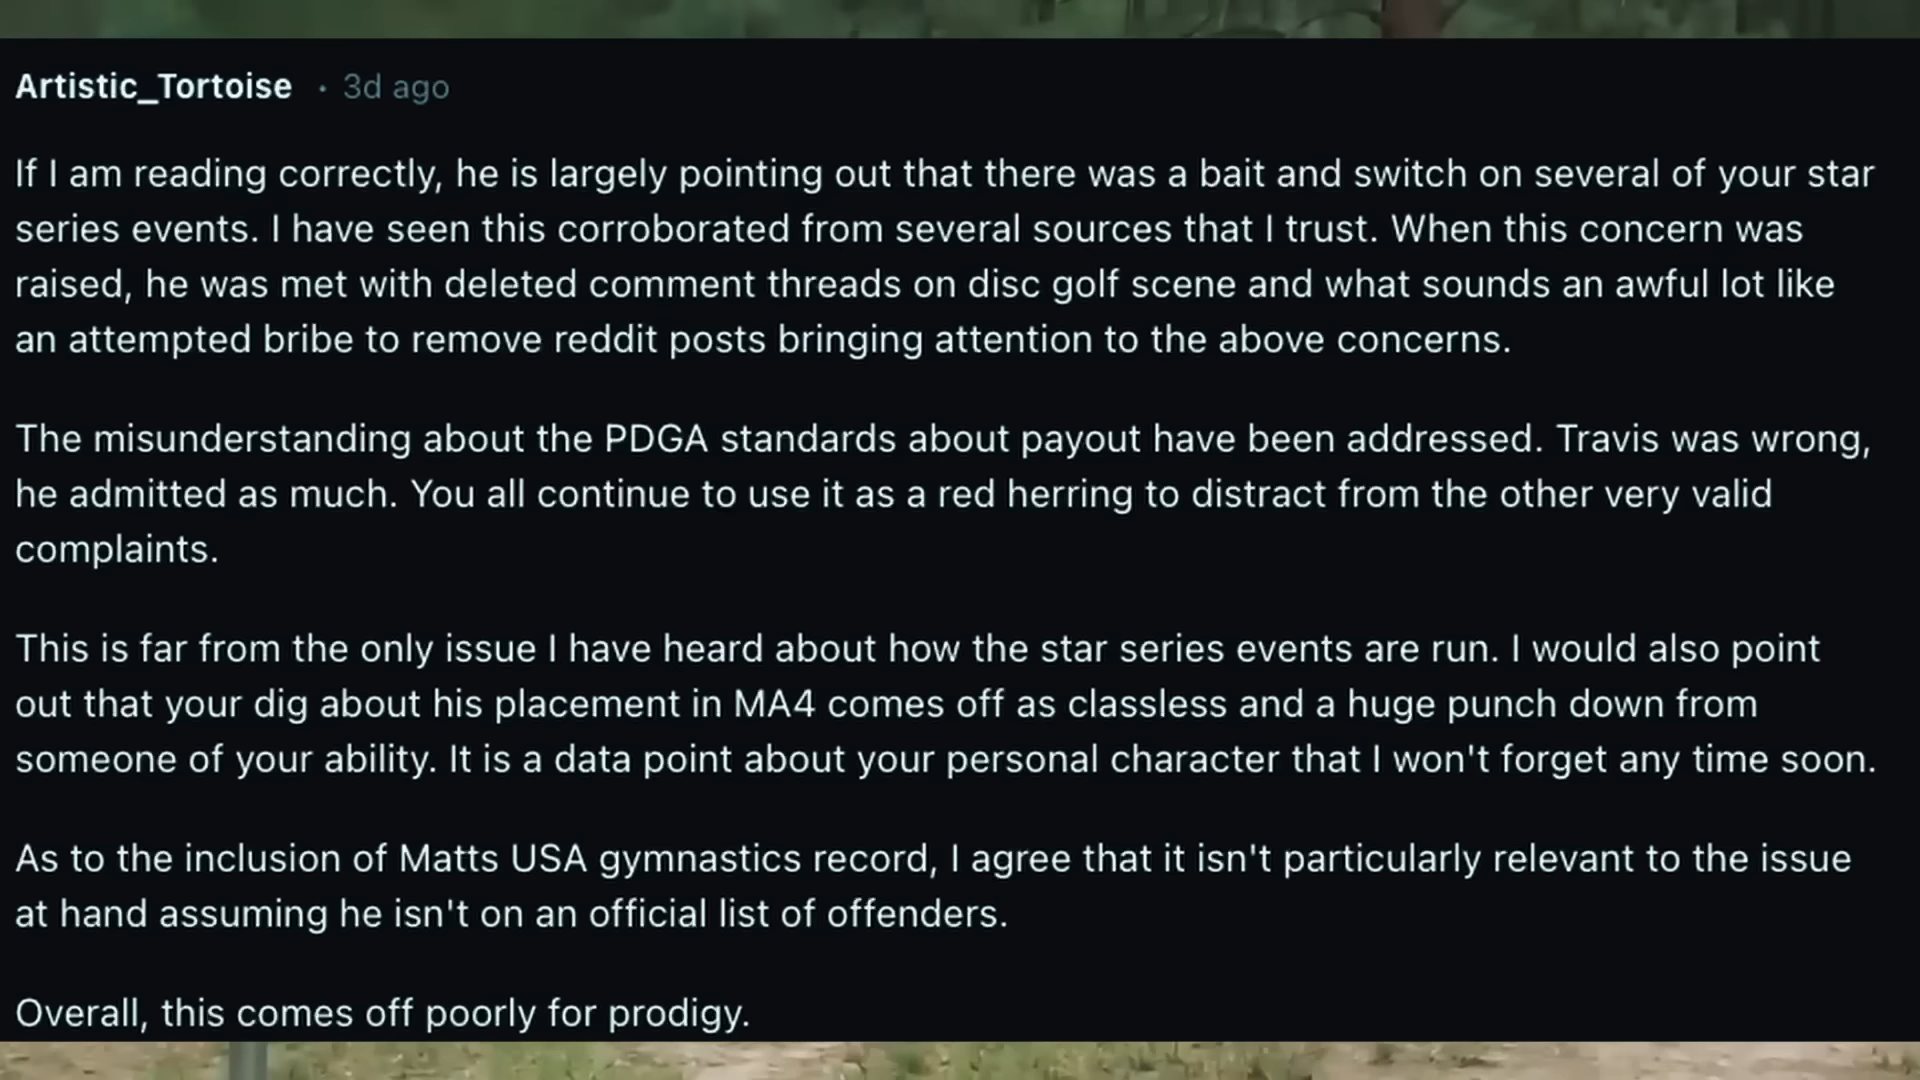 Artistic_Tortoise · 3d ago
If I am reading correctly, he is largely pointing out that there was a bait and switch on several of your star
series events. I have seen this corroborated from several sources that I trust. When this concern was
raised, he was met with deleted comment threads on disc golf scene and what sounds an awful lot like
an attempted bribe to remove reddit posts bringing attention to the above concerns.
The misunderstanding about the PDGA standards about payout have been addressed. Travis was wrong,
he admitted as much. You all continue to use it as a red herring to distract from the other very valid
complaints.
This is far from the only issue I have heard about how the star series events are run. I would also point
out that your dig about his placement in MA4 comes off as classless and a huge punch down from
someone of your ability. It is a data point about your personal character that I won't forget any time soon.
As to the inclusion of Matts USA gymnastics record, I agree that it isn't particularly relevant to the issue
at hand assuming he isn't on an official list of offenders.
Overall, this comes off poorly for prodigy.